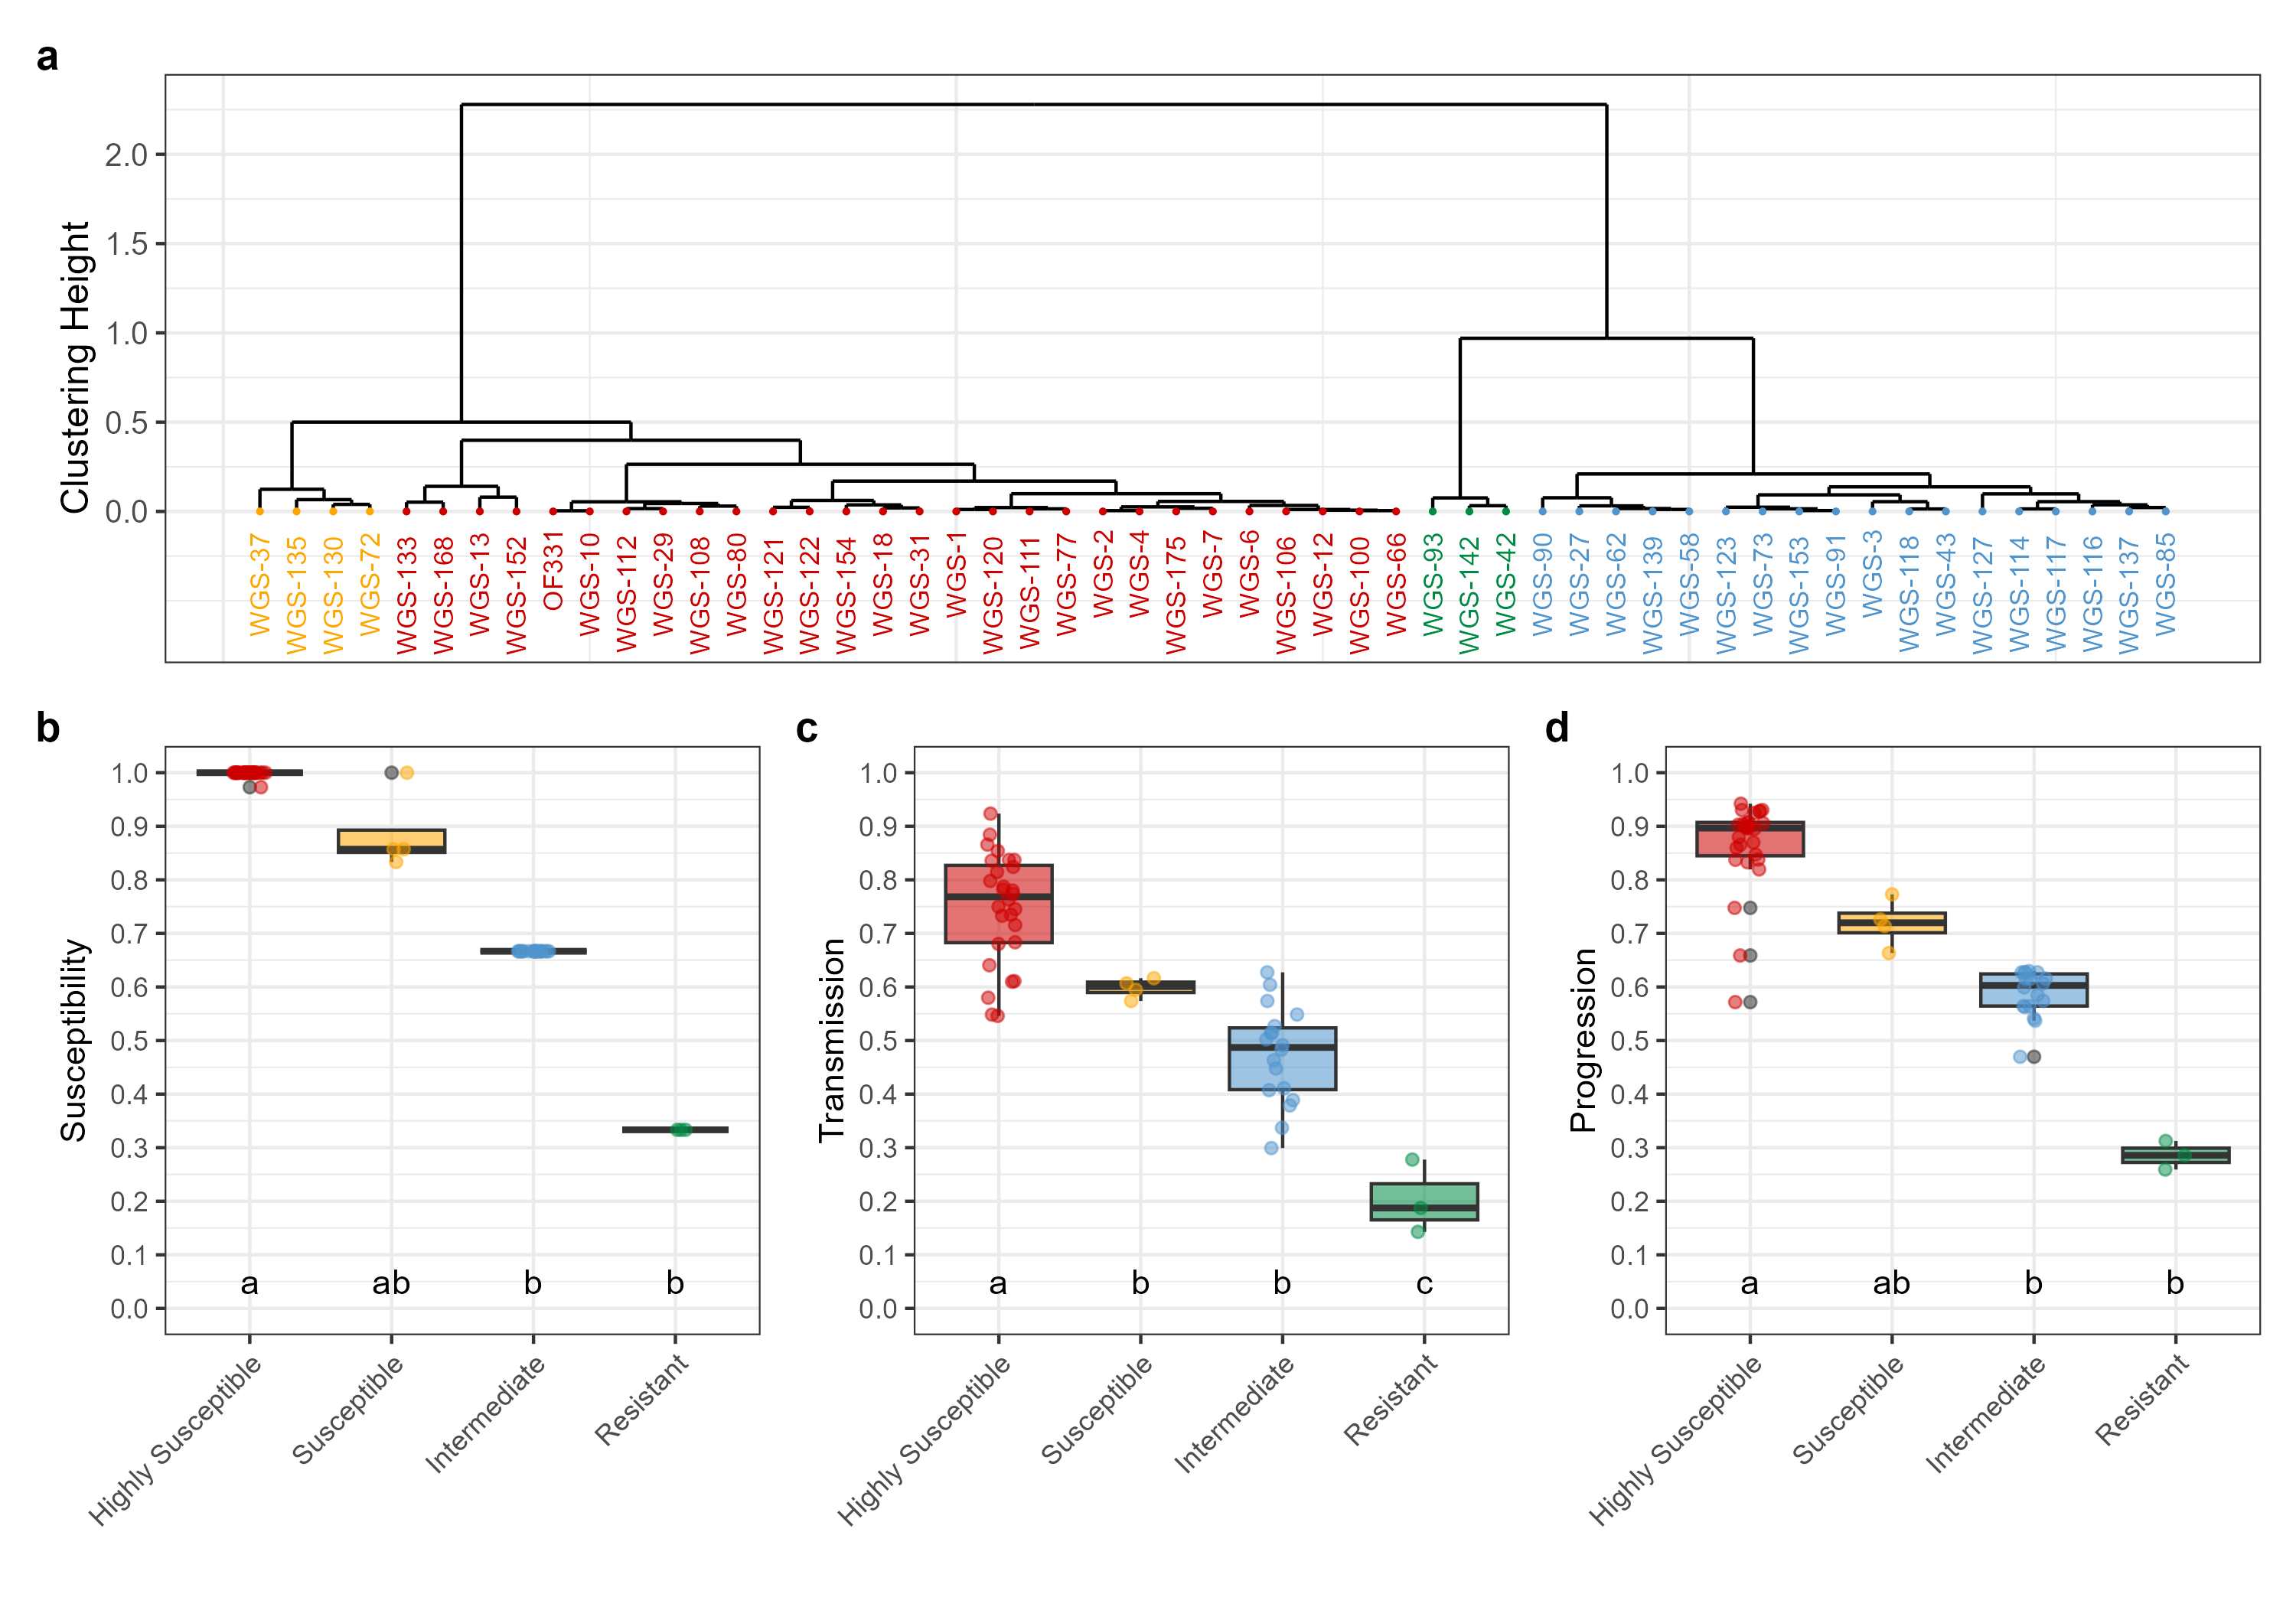 a
Clustering Height
2.0
1.5
1.0
0.5
0.0
WGS-37
WGS-135
WGS-130
WGS-72
WGS-133
WGS-168
WGS-13
WGS-152
OF331
WGS-10
WGS-112
WGS-29
WGS-108
WGS-80
WGS-121
WGS-122
WGS-154
WGS-18
WGS-31
WGS-1
WGS-120
WGS-111
WGS-77
WGS-2
WGS-4
WGS-175
WGS-7
WGS-6
WGS-106
WGS-12
WGS-100
WGS-66
WGS-93
WGS-142
WGS-42
WGS-90
WGS-27
WGS-62
WGS-139
WGS-58
WGS-123
WGS-73
WGS-153
WGS-91
WGS-3
WGS-118
WGS-43
WGS-127
WGS-114
WGS-117
WGS-116
WGS-137
WGS-85
b
Susceptibility
1.0
0.9
0.8
0.7
0.6
0.5
0.4
0.3
0.2
0.1
0.0
a
ab
b
b
Highly Susceptible
Susceptible
Intermediate
Resistant
c
Transmission
1.0
0.9
0.8
0.7
0.6
0.5
0.4
0.3
0.2
0.1
0.0
a
b
b
c
Highly Susceptible
Susceptible
Intermediate
Resistant
d
Progression
1.0
0.9
0.8
0.7
0.6
0.5
0.4
0.3
0.2
0.1
0.0
a
ab
b
b
Highly Susceptible
Susceptible
Intermediate
Resistant